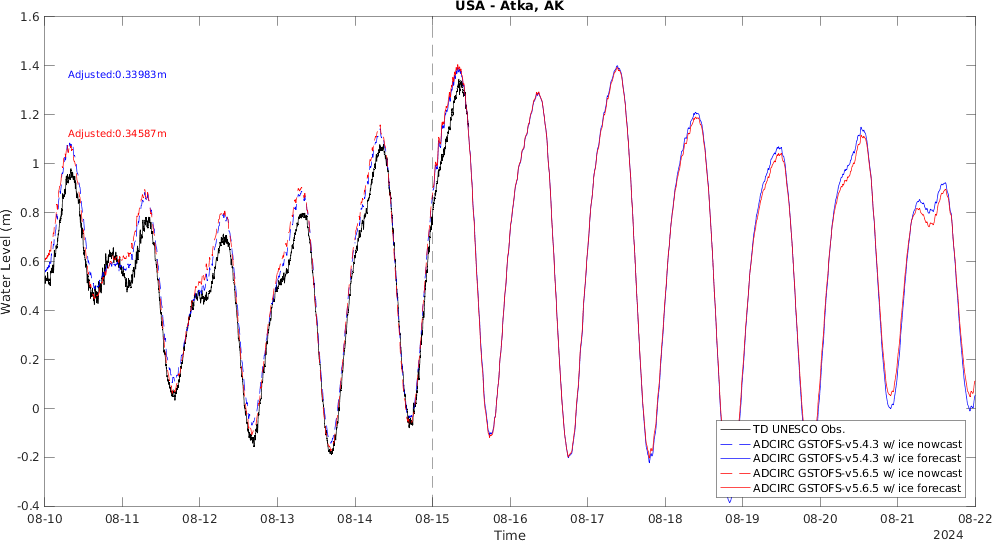 USA - Atka, AK
1.6
1.4
1.2
1
0.8
0.6
0.4
0.2
0
-0.2
-0.4
Water Level (m)
Adjusted:0.33983m
Adjusted:0.34587m
TD UNESCO Obs.
ADCIRC GSTOFS-v5.4.3 w/ ice nowcast
ADCIRC GSTOFS-v5.4.3 w/ ice forecast
ADCIRC GSTOFS-v5.6.5 w/ ice nowcast
ADCIRC GSTOFS-v5.6.5 w/ ice forecast
08-10 08-11 08-12 08-13 08-14 08-15 08-16 08-17 08-18 08-19 08-20 08-21 08-22
Time
2024